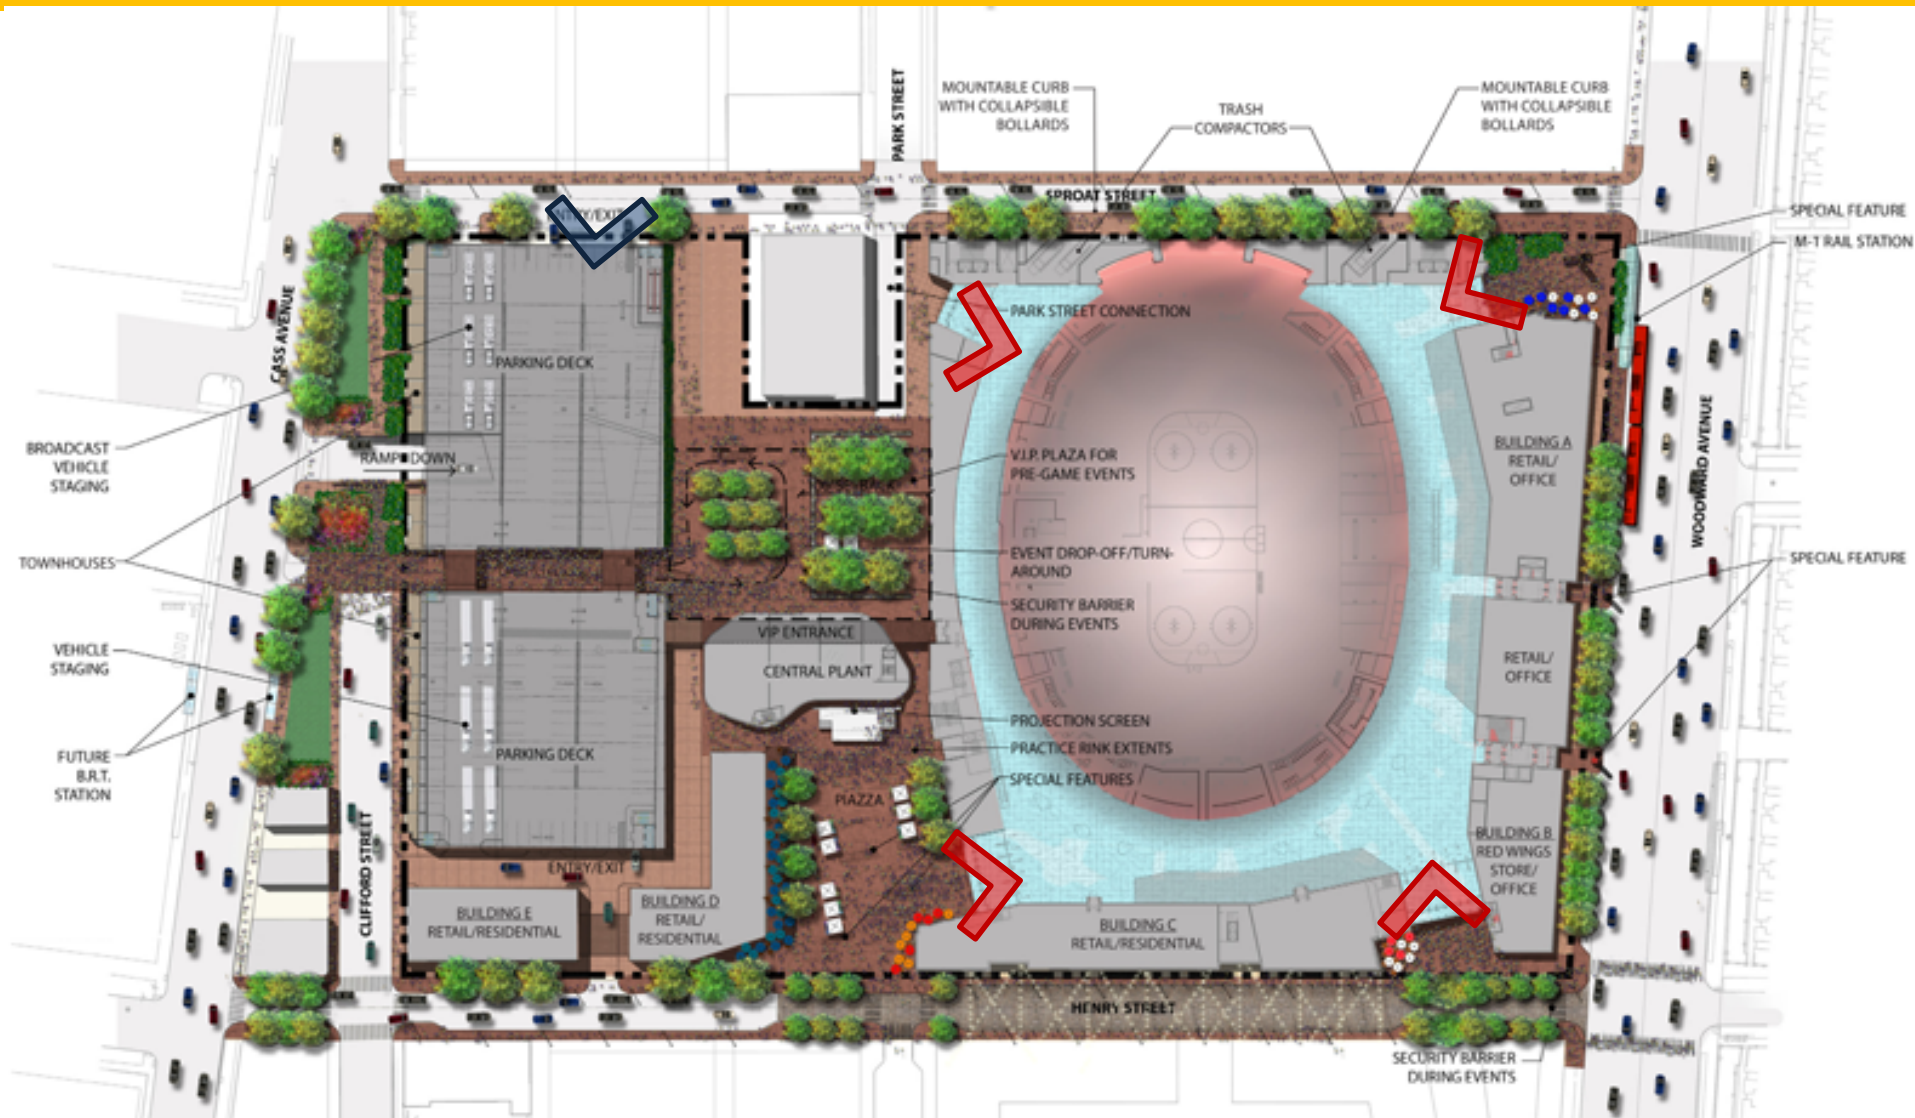 PARK STREET
MOUNTABLE CURB
WITH COLLAPSIBLE
BOLLARDS
TRASH
COMPACTORS
MOUNTABLE CURB
WITH COLLAPSIBLE
BOLLARDS
SPROAT STREET
SPECIAL FEATURE
M-1 RAIL STATION
ENTRY/EXIT
CASS AVENUE
PARKING DECK
PARK STREET CONNECTION
BROADCAST
VEHICLE
STAGING
RAMP DOWN
V.I.P. PLAZA FOR
PRE-GAME EVENTS
BUILDING A
RETAIL/
OFFICE
WOODWARD AVENUE
TOWNHOUSES
EVENT DROP-OFF/TURN-
AROUND
SPECIAL FEATURE
SECURITY BARRIER
DURING EVENTS
VIP ENTRANCE
CENTRAL PLANT
VEHICLE
STAGING
RETAIL/
OFFICE
PROJECTION SCREEN
PRACTICE RINK EXTENTS
SPECIAL FEATURES
FUTURE
B.R.T.
STATION
PARKING DECK
PIAZZA
CLIFFORD STREET
ENTRY/EXIT
BUILDING B
RED WINGS
STORE/
OFFICE
BUILDING E
RETAIL/RESIDENTIAL
BUILDING D
RETAIL/
RESIDENTIAL
BUILDING C
RETAIL/RESIDENTIAL
HENRY STREET
SECURITY BARRIER
DURING EVENTS